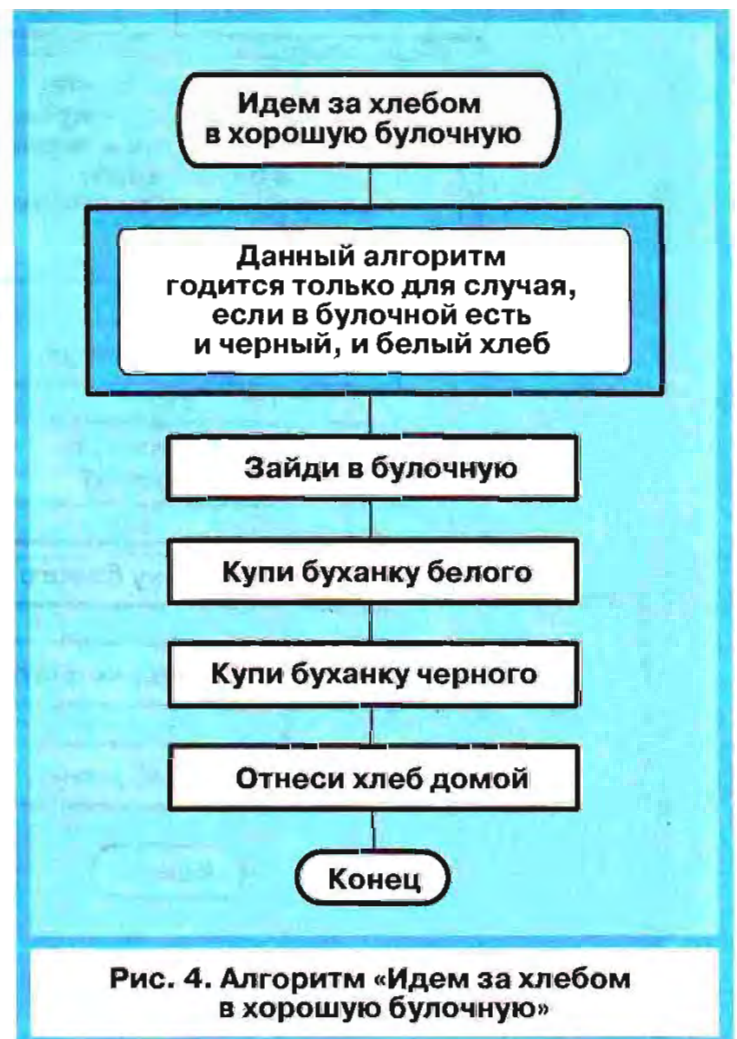 Идем за хлебом
в хорошую булочную
Данный алгоритм
годится только для случая,
если в булочной есть
и черный, и белый хлеб
Зайди в булочную
Купи буханку белого
Купи буханку черного
Отнеси хлеб домой
Конец
Рис. 4. Алгоритм «Идем за хлебом
в хорошую булочную»